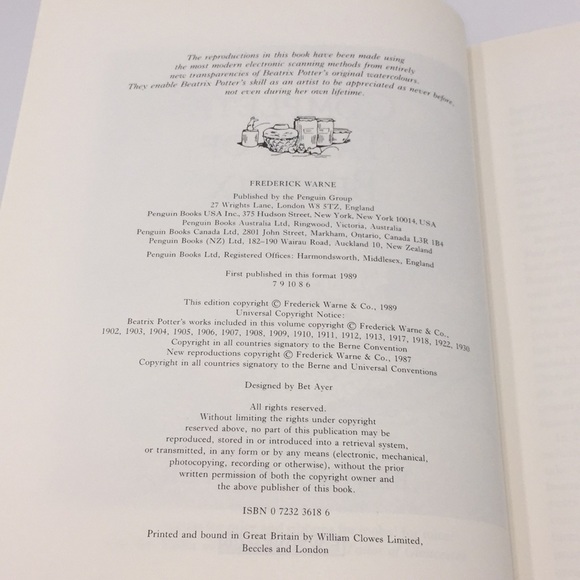 The reproductions in this book have been made using
the most modern electronic scanning methods from entirely
new transparencies of Beatrix Potter's original watercolours.
They enable Beatrix Potter's skill as an artist to be appreciated as never before,
not even during her own lifetime.
FREDERICK WARNE
Published by the Penguin Group
27 Wrights Lane, London W8 5TZ, England
Penguin Books USA Inc., 375 Hudson Street, New York, New York 10014, USA
Penguin Books Australia Ltd, Ringwood, Victoria, Australia
Penguin Books Canada Ltd, 2801 John Street, Markham, Ontario, Canada L3R 1B4
Penguin Books (NZ) Ltd, 182–190 Wairau Road, Auckland 10, New Zealand
Penguin Books Ltd, Registered Offices: Harmondsworth, Middlesex, England
First published in this format 1989
7 9 10 8 6
This edition copyright © Frederick Warne & Co., 1989
Universal Copyright Notice:
Beatrix Potter's works included in this volume copyright © Frederick Warne & Co.,
1902, 1903, 1904, 1905, 1906, 1907, 1908, 1909, 1910, 1911, 1912, 1913, 1917, 1918, 1922, 1930
Copyright in all countries signatory to the Berne Convention
New reproductions copyright © Frederick Warne & Co., 1987
Copyright in all countries signatory to the Berne and Universal Conventions
Designed by Bet Ayer
All rights reserved.
Without limiting the rights under copyright
reserved above, no part of this publication may be
reproduced, stored in or introduced into a retrieval system,
or transmitted, in any form or by any means (electronic, mechanical,
photocopying, recording or otherwise), without the prior
written permission of both the copyright owner and
the above publisher of this book.
ISBN 0 7232 3618 6
Printed and bound in Great Britain by William Clowes Limited,
Beccles and London